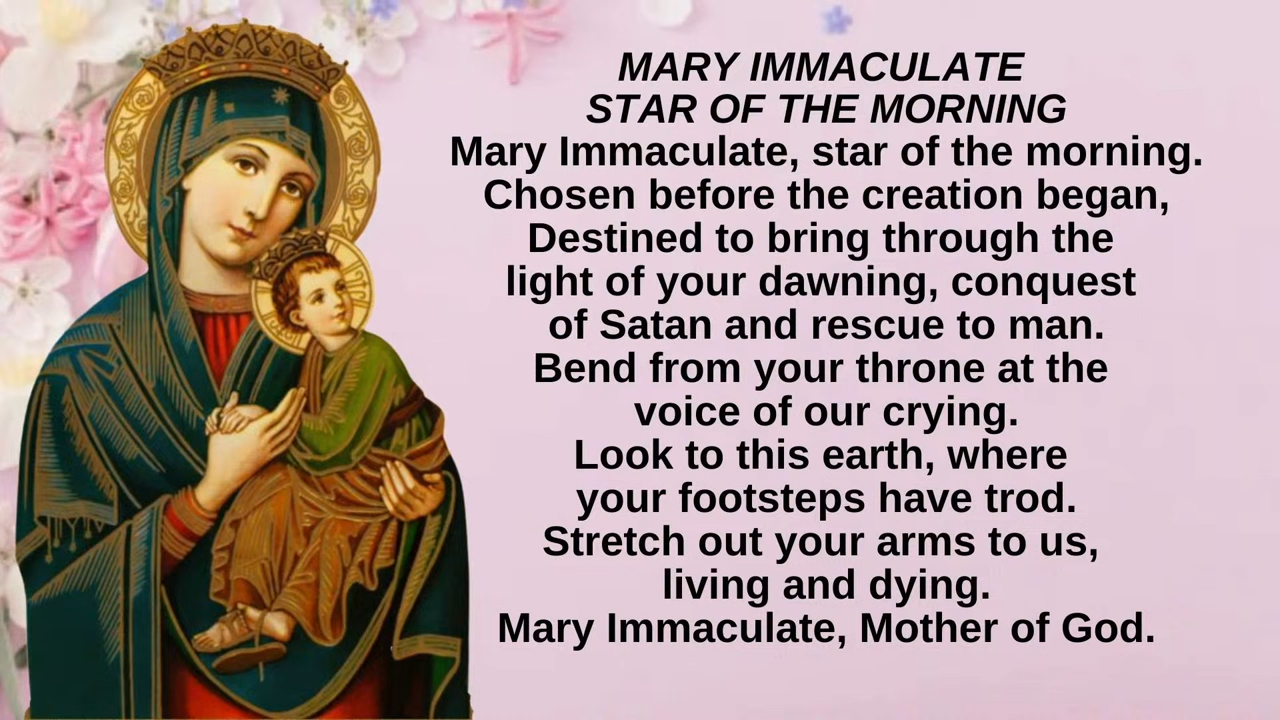 MARY IMMACULATE
STAR OF THE MORNING
Mary Immaculate, star of the morning.
Chosen before the creation began,
Destined to bring through the
light of your dawning, conquest
of Satan and rescue to man.
Bend from your throne at the
voice of our crying.
Look to this earth, where
your footsteps have trod.
Stretch out your arms to us,
living and dying.
Mary Immaculate, Mother of God.